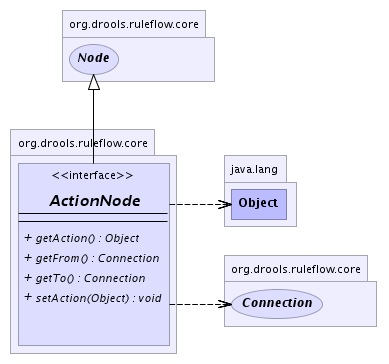 org.drools.ruleflow.core
Node
org.drools.ruleflow.core
<<interface>>
ActionNode
+ getAction() : Object
+ getFrom() : Connection
+ getTo() : Connection
+ setAction(Object) : void
java.lang
Object
org.drools.ruleflow.core
Connection